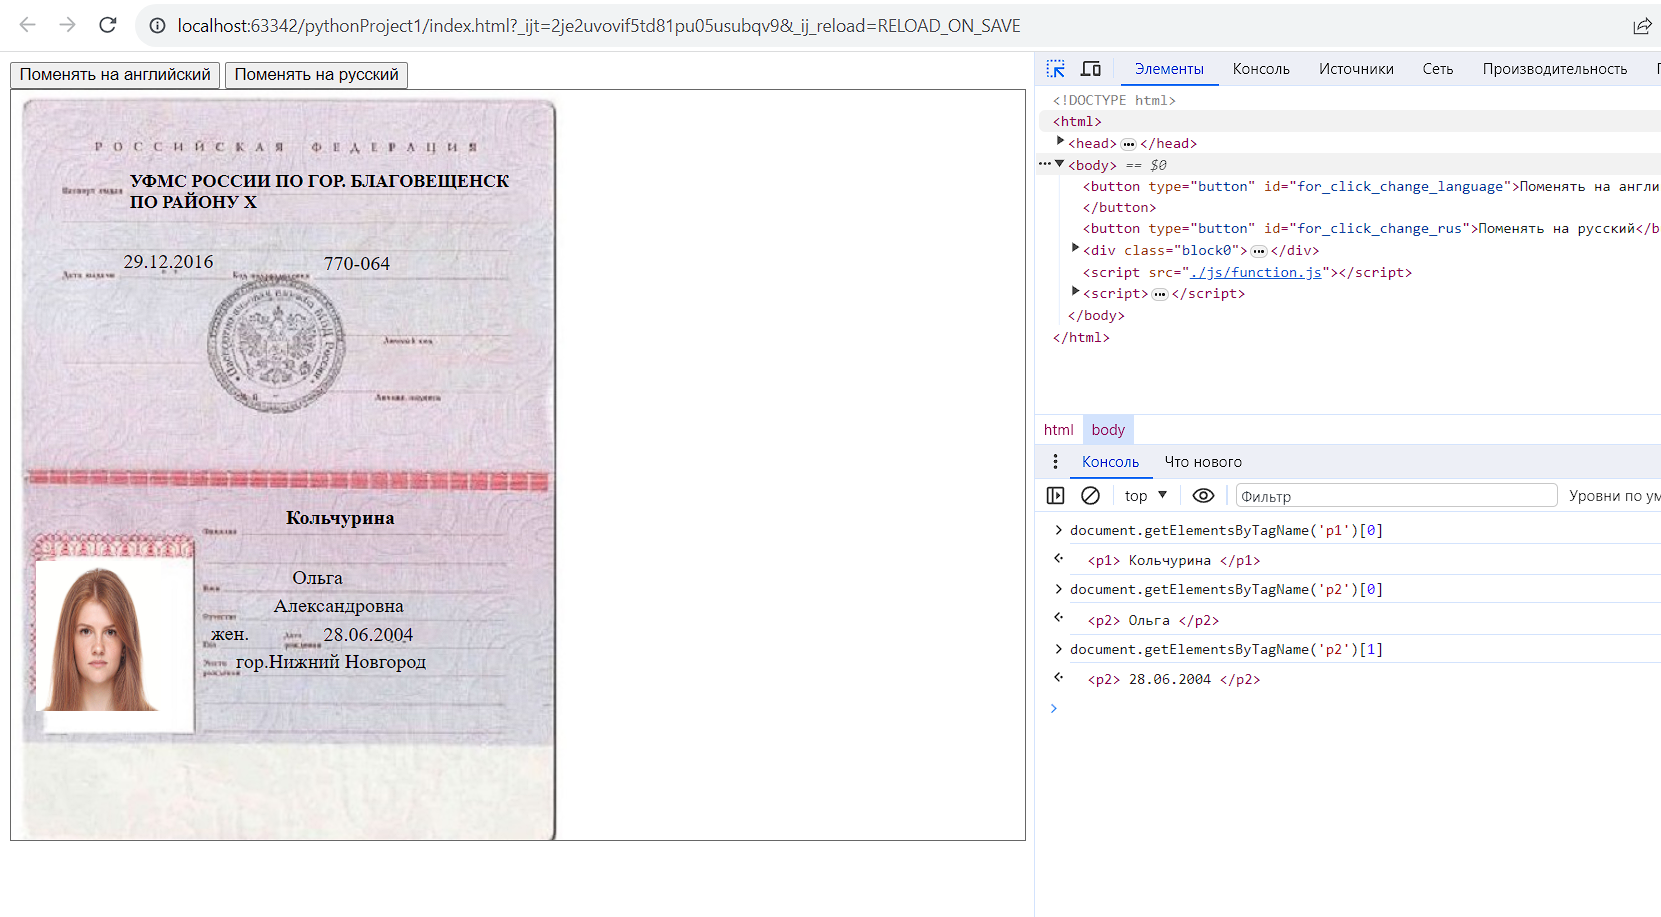 localhost:63342/pythonProject1/index.html?_ijt=2je2uvovif5td81pu05usubqv9&_ij_reload=RELOAD_ON_SAVE
Поменять на английский
Поменять на русский
РОССИЙСКАЯ ФЕДЕРАЦИЯ
Паспорт выдан
УФМС РОССИИ ПО ГОР. БЛАГОВЕЩЕНСК
ПО РАЙОНУ X
Дата выдачи
29.12.2016
Код подразделения
770-064
Личный код
Личная подпись
Кольчурина
Фамилия
Ольга
Имя
Александровна
Отчество
жен.
Пол
Дата рождения
28.06.2004
Место рождения
гор.Нижний Новгород
Элементы
Консоль
Источники
Сеть
Производительность
<!DOCTYPE html>
<html>
<head> ••• </head>
••• <body> == $0
<button type="button" id="for_click_change_language">Поменять на англи
</button>
<button type="button" id="for_click_change_rus">Поменять на русский</b
<div class="block0"> ••• </div>
<script src="./js/function.js"></script>
<script> ••• </script>
</body>
</html>
html
body
Консоль
Что нового
top
Фильтр
Уровни по ум
> document.getElementsByTagName('p1')[0]
<p1> Кольчурина </p1>
> document.getElementsByTagName('p2')[0]
<p2> Ольга </p2>
> document.getElementsByTagName('p2')[1]
<p2> 28.06.2004 </p2>
>